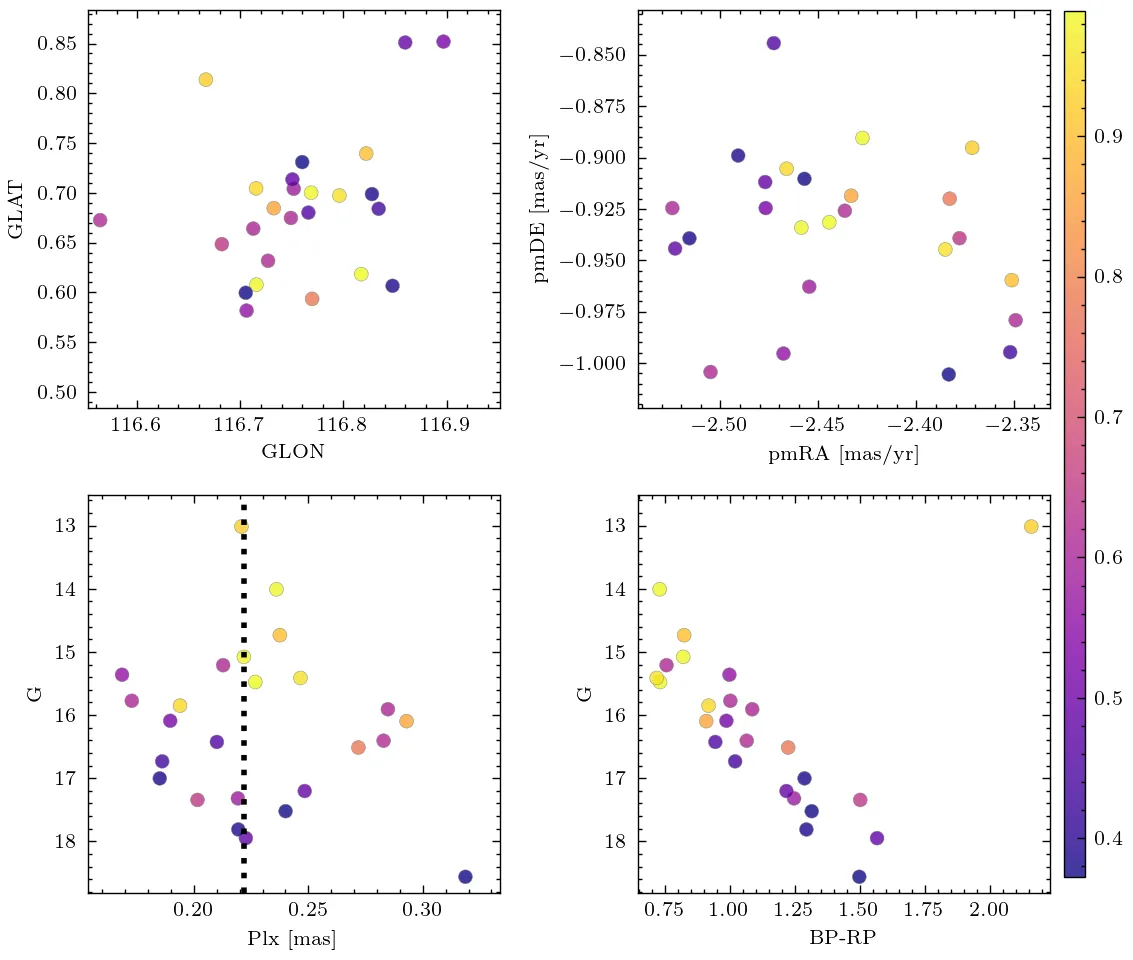 0.85
0.80
0.75
0.70
0.65
0.60
0.55
0.50
GLAT
116.6 116.7 116.8 116.9
GLON
−0.850
−0.875
−0.900
−0.925
−0.950
−0.975
−1.000
pmDE [mas/yr]
−2.50 −2.45 −2.40 −2.35
pmRA [mas/yr]
0.9
0.8
0.7
0.6
0.5
0.4
13
14
15
16
17
18
G
0.20 0.25 0.30
Plx [mas]
13
14
15
16
17
18
G
0.75 1.00 1.25 1.50 1.75 2.00
BP-RP